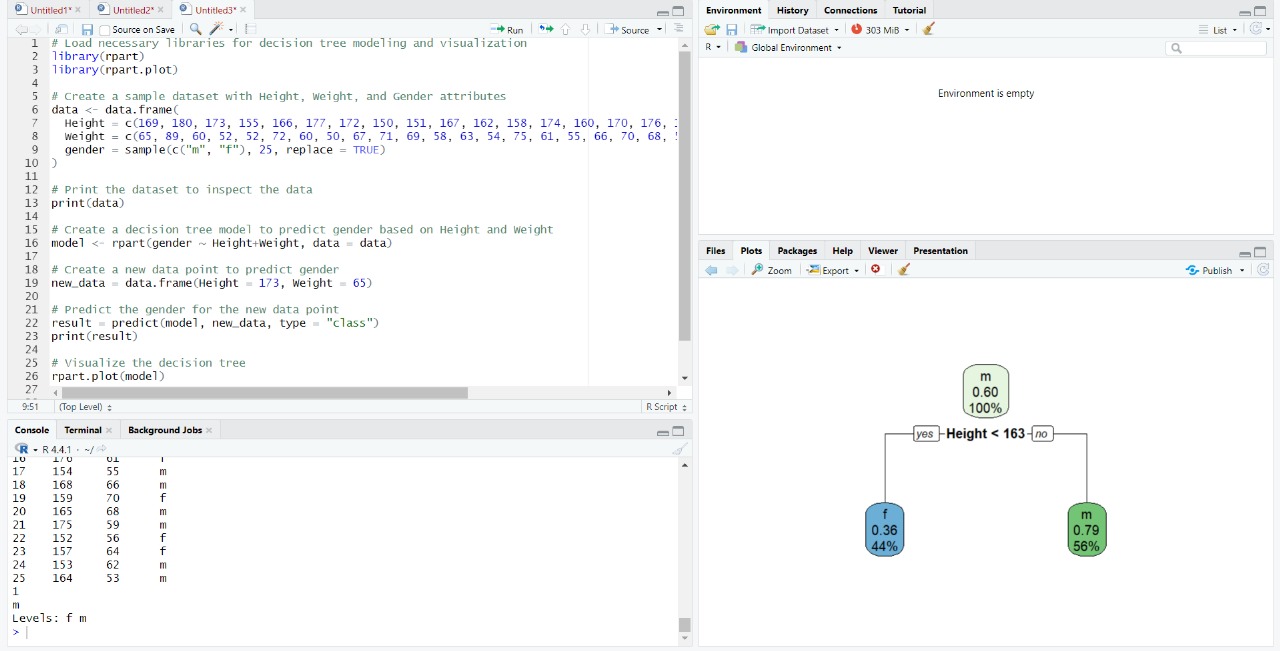 Untitled1* Untitled2* Untitled3*
Source on Save Run Source
1 # Load necessary libraries for decision tree modeling and visualization
2 library(rpart)
3 library(rpart.plot)
4
5 # Create a sample dataset with Height, Weight, and Gender attributes
6 data <- data.frame(
7 Height = c(169, 180, 173, 155, 166, 177, 172, 150, 151, 167, 162, 158, 174, 160, 170, 176,
8 Weight = c(65, 89, 60, 52, 52, 72, 60, 50, 67, 71, 69, 58, 63, 54, 75, 61, 55, 66, 70, 68,
9 gender = sample(c("m", "f"), 25, replace = TRUE)
10 )
11
12 # Print the dataset to inspect the data
13 print(data)
14
15 # Create a decision tree model to predict gender based on Height and Weight
16 model <- rpart(gender ~ Height+Weight, data = data)
17
18 # Create a new data point to predict gender
19 new_data = data.frame(Height = 173, Weight = 65)
20
21 # Predict the gender for the new data point
22 result = predict(model, new_data, type = "class")
23 print(result)
24
25 # Visualize the decision tree
26 rpart.plot(model)
27
9:51 (Top Level) R Script
Console Terminal Background Jobs
R R 4.4.1 · ~/
16 176 61 f
17 154 55 m
18 168 66 m
19 159 70 f
20 165 68 m
21 175 59 m
22 152 56 f
23 157 64 f
24 153 62 m
25 164 53 m
1
m
Levels: f m
>
Environment History Connections Tutorial
Import Dataset 303 MiB List
R Global Environment
Environment is empty
Files Plots Packages Help Viewer Presentation
Zoom Export Publish
m
0.60
100%
yes Height < 163 no
f
0.36
44%
m
0.79
56%